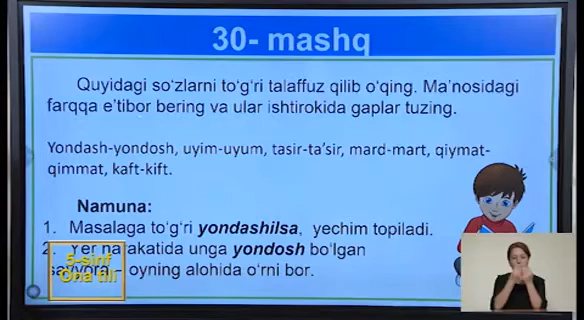 30- mashq
Quyidagi so‘zlarni to‘g‘ri talaffuz qilib o‘qing. Ma’nosidagi
farqqa e’tibor bering va ular ishtirokida gaplar tuzing.
Yondash-yondosh, uyim-uyum, tasir-ta’sir, mard-mart, qiymat-
qimmat, kaft-kift.
Namuna:
1. Masalaga to‘g‘ri yondashilsa, yechim topiladi.
2. Yer harakatida unga yondosh bo‘lgan
oyning alohida o‘rni bor.
5-sinf
Ona tili